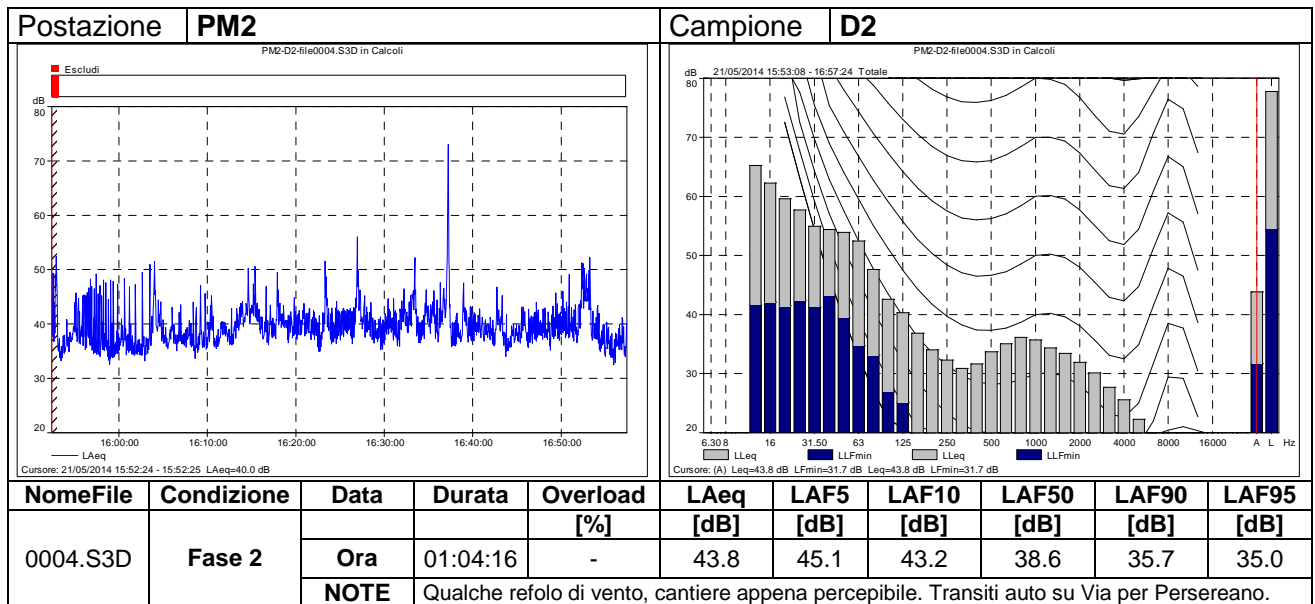 Postazione PM2 Campione D2
PM2-D2-file0004.S3D in Calcoli
Escludi
dB
80
70
60
50
40
30
20
16:00:00 16:10:00 16:20:00 16:30:00 16:40:00 16:50:00
LAeq
Cursore: 21/05/2014 15:52:24 - 15:52:25 LAeq=40.0 dB
PM2-D2-file0004.S3D in Calcoli
dB 21/05/2014 15:53:08 - 16:57:24 Totale
80
70
60
50
40
30
20
6.30 8 16 31.50 63 125 250 500 1000 2000 4000 8000 16000 A L Hz
LLeq LLFmin LLeq LLFmin
Cursore: (A) Leq=43.8 dB LFmin=31.7 dB Leq=43.8 dB LFmin=31.7 dB
NomeFile Condizione Data Durata Overload LAeq LAF5 LAF10 LAF50 LAF90 LAF95
[%] [dB] [dB] [dB] [dB] [dB] [dB]
0004.S3D Fase 2 Ora 01:04:16 - 43.8 45.1 43.2 38.6 35.7 35.0
NOTE Qualche refolo di vento, cantiere appena percepibile. Transiti auto su Via per Persereano.